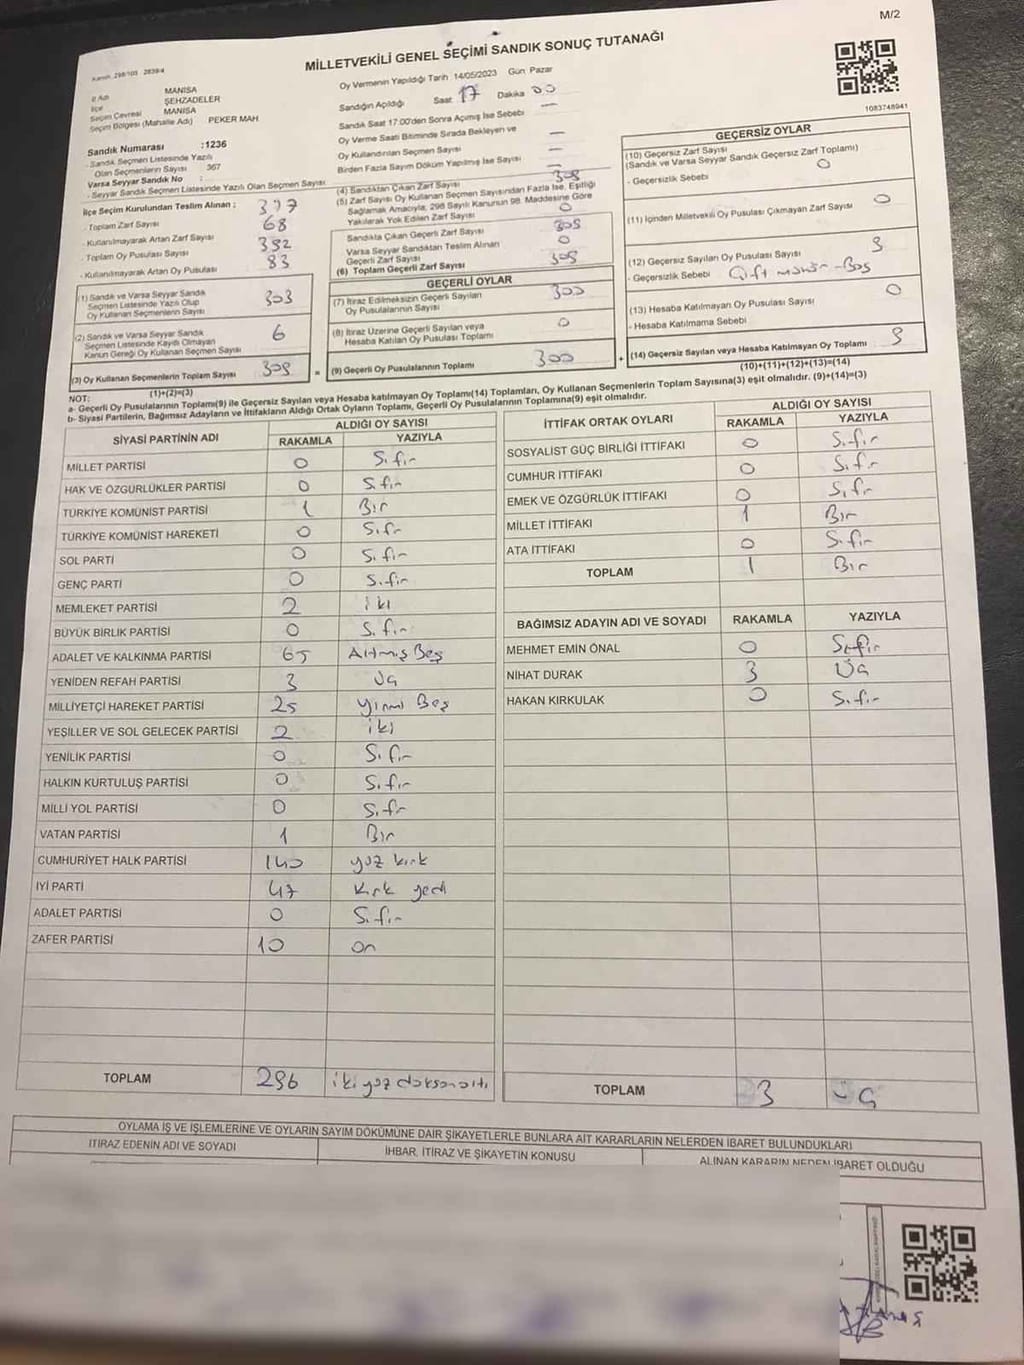 M/2
Kanun: 298/105 2839/4
MİLLETVEKİLİ GENEL SEÇİMİ SANDIK SONUÇ TUTANAĞI
1083748941
İl Adı MANİSA
İlçe ŞEHZADELER
Seçim Çevresi MANİSA
Seçim Bölgesi (Mahalle Adı) PEKER MAH
Sandık Numarası :1236
- Sandık Seçmen Listesinde Yazılı
Olan Seçmenlerin Sayısı 367
Varsa Seyyar Sandık No :
- Seyyar Sandık Seçmen Listesinde Yazılı Olan Seçmen Sayısı
İlçe Seçim Kurulundan Teslim Alınan ;
- Toplam Zarf Sayısı 377
- Kullanılmayarak Artan Zarf Sayısı 68
- Toplam Oy Pusulası Sayısı 392
- Kullanılmayarak Artan Oy Pusulası 83
(1) Sandık ve Varsa Seyyar Sandık
Seçmen Listesinde Yazılı Olup
Oy Kullanan Seçmenlerin Sayısı 303
(2) Sandık ve Varsa Seyyar Sandık
Seçmen Listesinde Kayıtlı Olmayan
Kanun Gereği Oy Kullanan Seçmen Sayısı 6
(3) Oy Kullanan Seçmenlerin Toplam Sayısı 309
(1)+(2)=(3)
Oy Vermenin Yapıldığı Tarih 14/05/2023 Gün Pazar
Sandığın Açıldığı Saat 17 Dakika 00
Sandık Saat 17:00'den Sonra Açımış İse Sebebi —
Oy Verme Saati Bitiminde Sırada Bekleyen ve
Oy Kullandırılan Seçmen Sayısı —
Birden Fazla Sayım Döküm Yapılmış İse Sayısı —
(4) Sandıktan Çıkan Zarf Sayısı 309
(5) Zarf Sayısı Oy Kullanan Seçmen Sayısından Fazla İse, Eşitliği
Sağlamak Amacıyla, 298 Sayılı Kanunun 98. Maddesine Göre
Yakılarak Yok Edilen Zarf Sayısı 0
Sandıkta Çıkan Geçerli Zarf Sayısı 309
Varsa Seyyar Sandıktan Teslim Alınan
Geçerli Zarf Sayısı 0
(6) Toplam Geçerli Zarf Sayısı 309
GEÇERLİ OYLAR
(7) İtiraz Edilmeksizin Geçerli Sayılan
Oy Pusulalarının Sayısı 300
(8) İtiraz Üzerine Geçerli Sayılan veya
Hesaba Katılan Oy Pusulası Toplamı 0
= (9) Geçerli Oy Pusulalarının Toplamı 300 +
GEÇERSİZ OYLAR
(10) Geçersiz Zarf Sayısı
(Sandık ve Varsa Seyyar Sandık Geçersiz Zarf Toplamı) 0
- Geçersizlik Sebebi
(11) İçinden Milletvekili Oy Pusulası Çıkmayan Zarf Sayısı 0
(12) Geçersiz Sayılan Oy Pusulası Sayısı 9
- Geçersizlik Sebebi Çift mühür - Boş
(13) Hesaba Katılmayan Oy Pusulası Sayısı 0
- Hesaba Katılmama Sebebi
(14) Geçersiz Sayılan veya Hesaba Katılmayan Oy Toplamı 9
(10)+(11)+(12)+(13)=(14)
NOT:
a- Geçerli Oy Pusulalarının Toplamı(9) ile Geçersiz Sayılan veya Hesaba katılmayan Oy Toplamı(14) Toplamları, Oy Kullanan Seçmenlerin Toplam Sayısına(3) eşit olmalıdır. (9)+(14)=(3)
b- Siyasi Partilerin, Bağımsız Adayların ve İttifakların Aldığı Ortak Oyların Toplamı, Geçerli Oy Pusulalarının Toplamına(9) eşit olmalıdır.
SİYASİ PARTİNİN ADI ALDIĞI OY SAYISI
RAKAMLA YAZIYLA
MİLLET PARTİSİ 0 Sıfır
HAK VE ÖZGÜRLÜKLER PARTİSİ 0 Sıfır
TÜRKİYE KOMÜNİST PARTİSİ 1 Bir
TÜRKİYE KOMÜNİST HAREKETİ 0 Sıfır
SOL PARTİ 0 Sıfır
GENÇ PARTİ 0 Sıfır
MEMLEKET PARTİSİ 2 iki
BÜYÜK BİRLİK PARTİSİ 0 Sıfır
ADALET VE KALKINMA PARTİSİ 65 Altmış Beş
YENİDEN REFAH PARTİSİ 3 Üç
MİLLİYETÇİ HAREKET PARTİSİ 25 Yirmi Beş
YEŞİLLER VE SOL GELECEK PARTİSİ 2 iki
YENİLİK PARTİSİ 0 Sıfır
HALKIN KURTULUŞ PARTİSİ 0 Sıfır
MİLLİ YOL PARTİSİ 0 Sıfır
VATAN PARTİSİ 1 Bir
CUMHURİYET HALK PARTİSİ 140 yüz kırk
İYİ PARTİ 47 Kırk yedi
ADALET PARTİSİ 0 Sıfır
ZAFER PARTİSİ 10 on
TOPLAM 296 iki yüz doksan altı
İTTİFAK ORTAK OYLARI ALDIĞI OY SAYISI
RAKAMLA YAZIYLA
SOSYALİST GÜÇ BİRLİĞİ İTTİFAKI 0 Sıfır
CUMHUR İTTİFAKI 0 Sıfır
EMEK VE ÖZGÜRLÜK İTTİFAKI 0 Sıfır
MİLLET İTTİFAKI 1 Bir
ATA İTTİFAKI 0 Sıfır
TOPLAM 1 Bir
BAĞIMSIZ ADAYIN ADI VE SOYADI RAKAMLA YAZIYLA
MEHMET EMİN ÖNAL 0 Sıfır
NİHAT DURAK 3 Üç
HAKAN KIRKULAK 0 Sıfır
TOPLAM 3 üç
OYLAMA İŞ VE İŞLEMLERİNE VE OYLARIN SAYIM DÖKÜMÜNE DAİR ŞİKAYETLERLE BUNLARA AİT KARARLARIN NELERDEN İBARET BULUNDUKLARI
İTİRAZ EDENİN ADI VE SOYADI İHBAR, İTİRAZ VE ŞİKAYETİN KONUSU ALINAN KARARIN NEDEN İBARET OLDUĞU